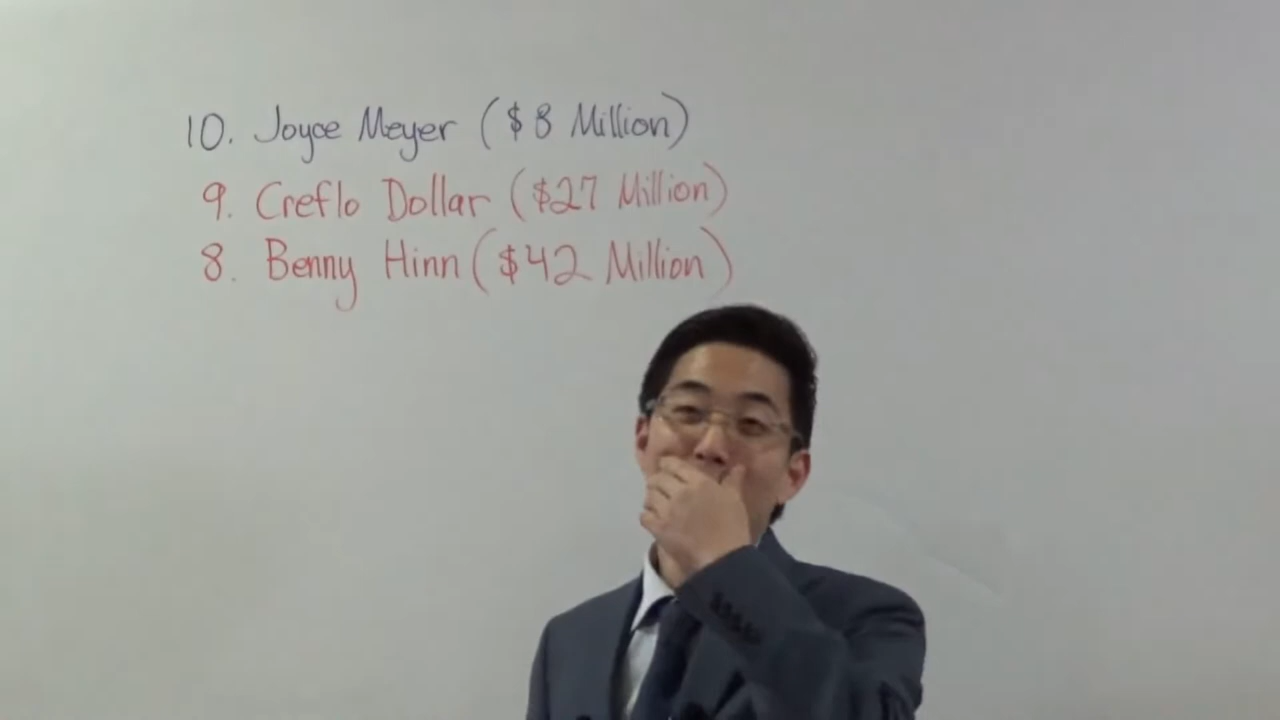 10. Joyce Meyer ($8 Million)
9. Creflo Dollar ($27 Million)
8. Benny Hinn ($42 Million)